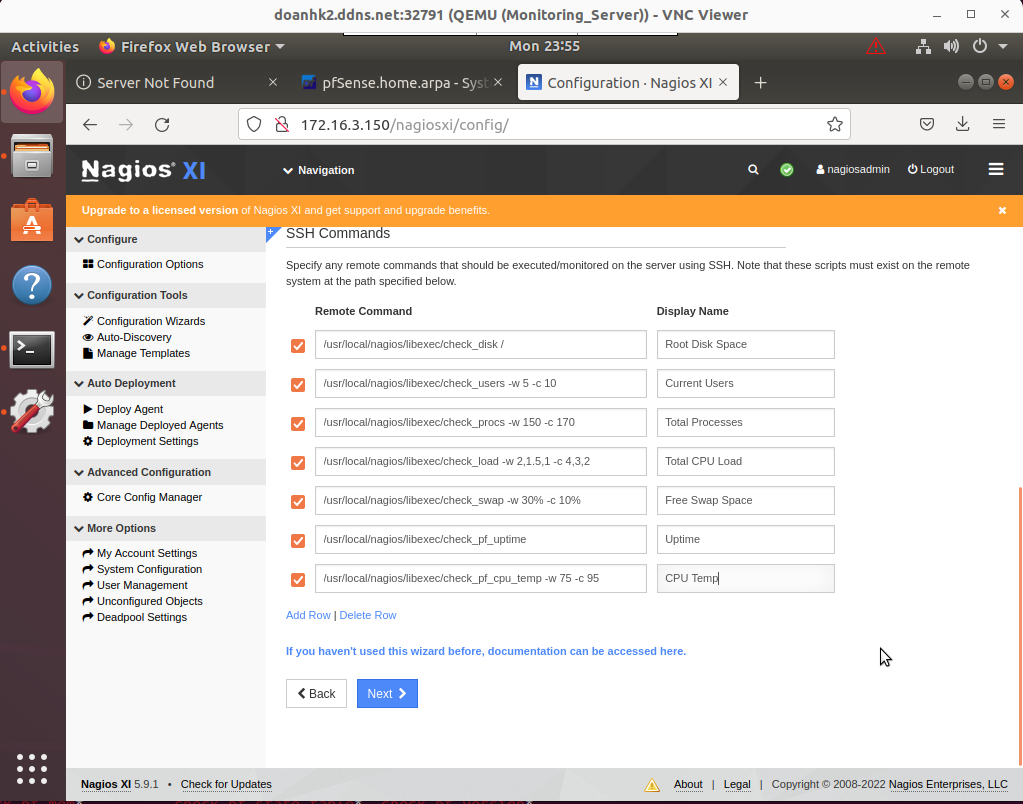 doanhk2.ddns.net:32791 (QEMU (Monitoring_Server)) - VNC Viewer
Activities Firefox Web Browser Mon 23:55
Server Not Found pfSense.home.arpa - Syst Configuration · Nagios XI
172.16.3.150/nagiosxi/config/
Nagios® XI Navigation nagiosadmin Logout
Upgrade to a licensed version of Nagios XI and get support and upgrade benefits.
Configure
Configuration Options
Configuration Tools
Configuration Wizards
Auto-Discovery
Manage Templates
Auto Deployment
Deploy Agent
Manage Deployed Agents
Deployment Settings
Advanced Configuration
Core Config Manager
More Options
My Account Settings
System Configuration
User Management
Unconfigured Objects
Deadpool Settings
SSH Commands
Specify any remote commands that should be executed/monitored on the server using SSH. Note that these scripts must exist on the remote
system at the path specified below.
Remote Command Display Name
/usr/local/nagios/libexec/check_disk / Root Disk Space
/usr/local/nagios/libexec/check_users -w 5 -c 10 Current Users
/usr/local/nagios/libexec/check_procs -w 150 -c 170 Total Processes
/usr/local/nagios/libexec/check_load -w 2,1.5,1 -c 4,3,2 Total CPU Load
/usr/local/nagios/libexec/check_swap -w 30% -c 10% Free Swap Space
/usr/local/nagios/libexec/check_pf_uptime Uptime
/usr/local/nagios/libexec/check_pf_cpu_temp -w 75 -c 95 CPU Temp
Add Row | Delete Row
If you haven't used this wizard before, documentation can be accessed here.
Back Next
Nagios XI 5.9.1 • Check for Updates About | Legal | Copyright © 2008-2022 Nagios Enterprises, LLC